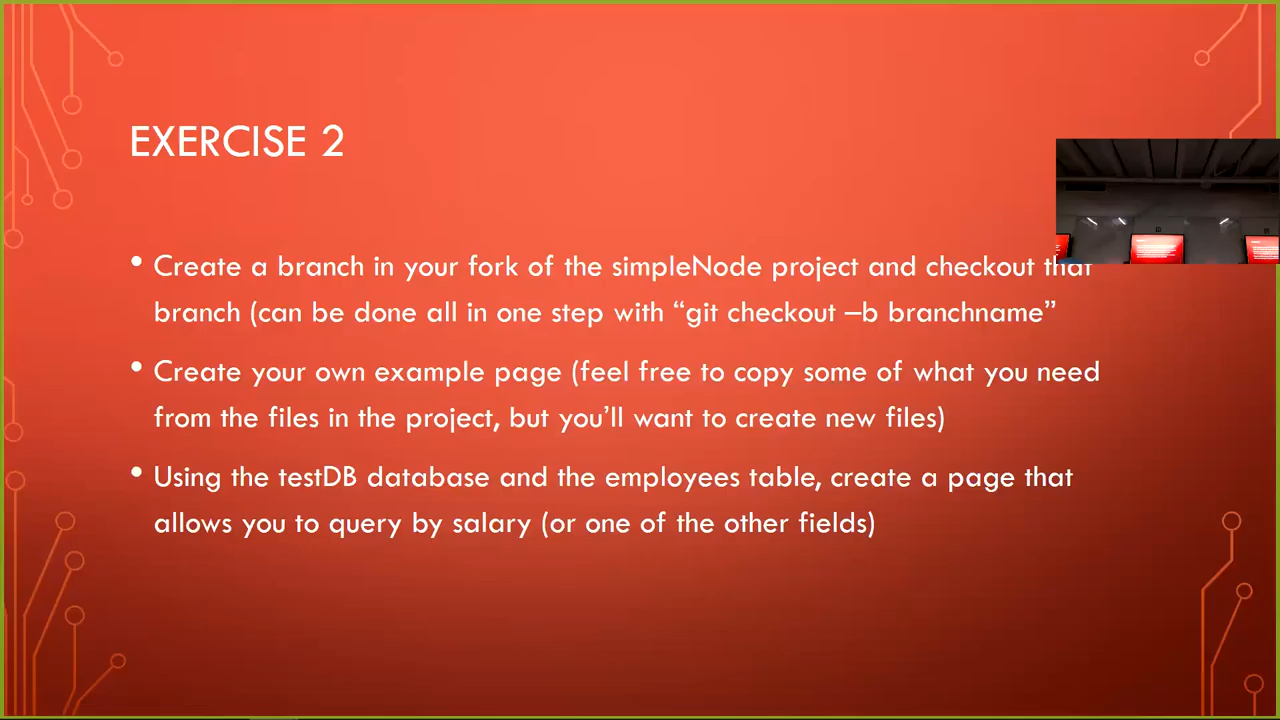 EXERCISE 2
• Create a branch in your fork of the simpleNode project and checkout that
branch (can be done all in one step with “git checkout –b branchname”
• Create your own example page (feel free to copy some of what you need
from the files in the project, but you’ll want to create new files)
• Using the testDB database and the employees table, create a page that
allows you to query by salary (or one of the other fields)